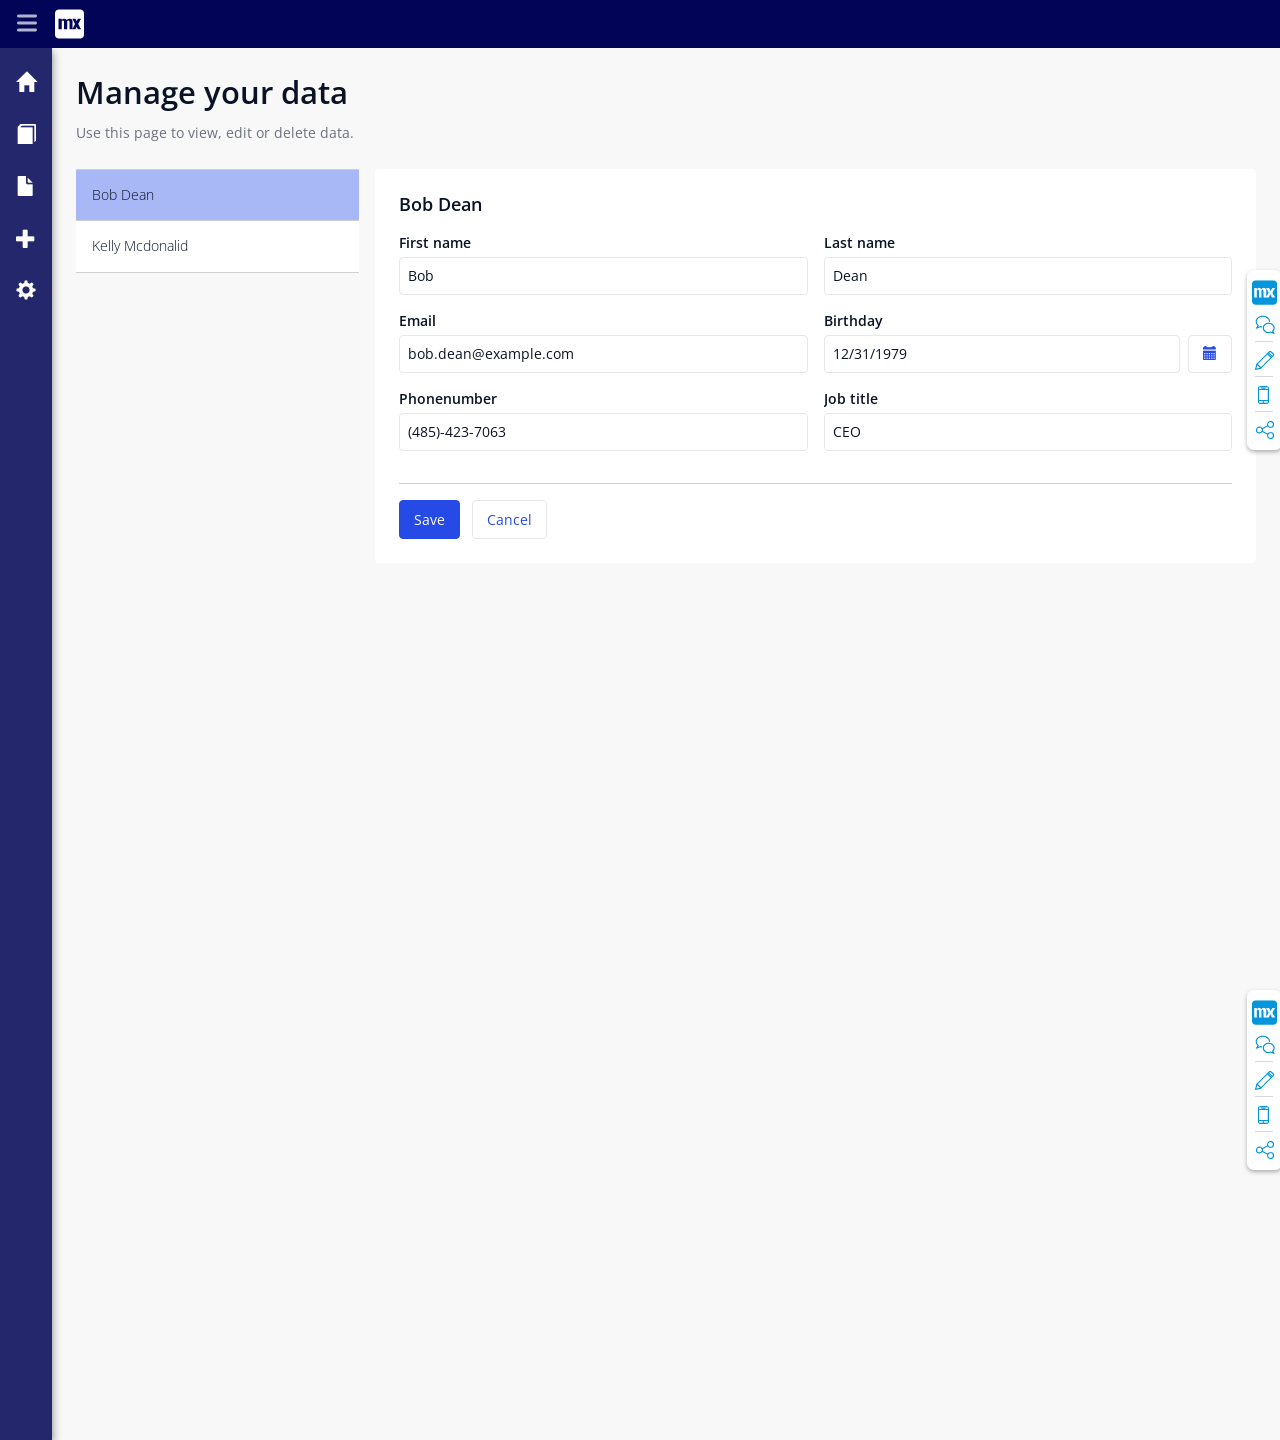 mx
Manage your data
Use this page to view, edit or delete data.
Bob Dean
Kelly Mcdonalid
Bob Dean
First name
Last name
Bob
Dean
Email
Birthday
bob.dean@example.com
12/31/1979
Phonenumber
Job title
(485)-423-7063
CEO
Save
Cancel
mx
mx